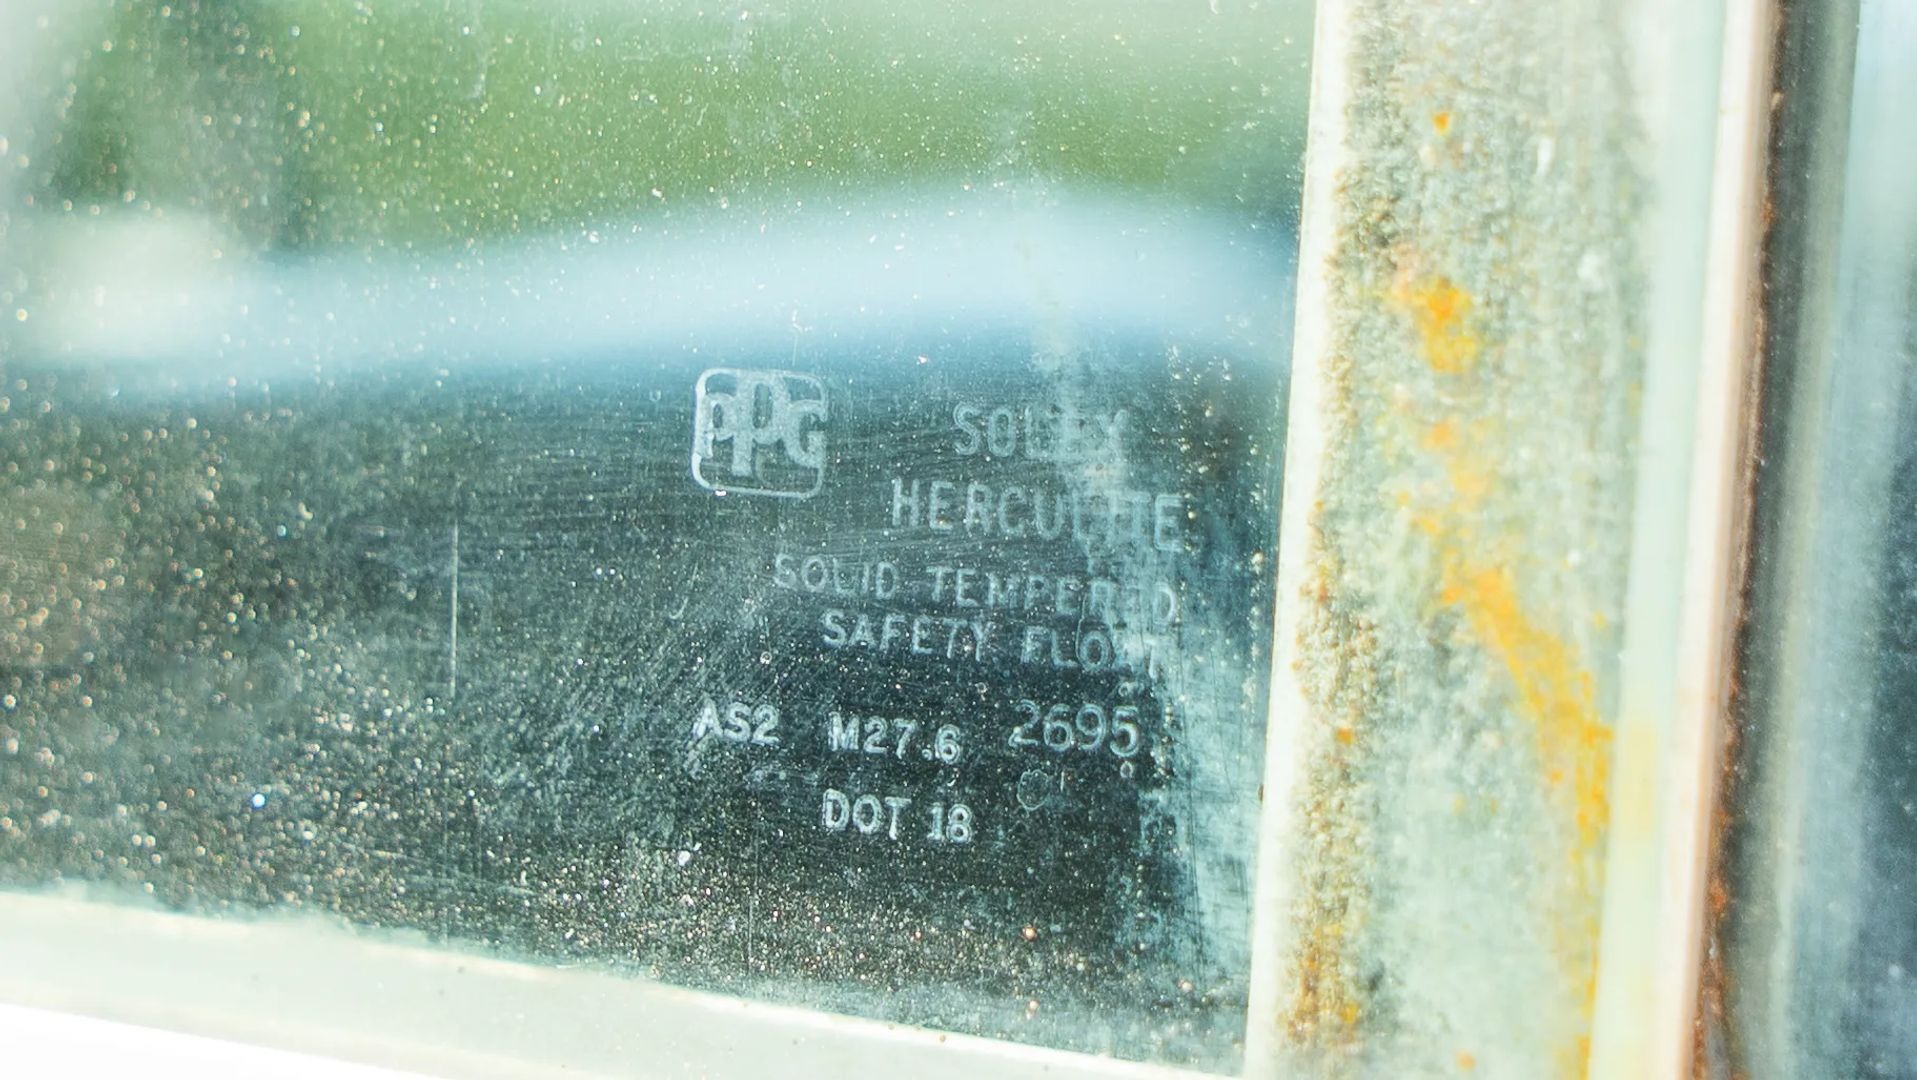 PPG
SOLEX
HERCULITE
SOLID TEMPERED
SAFETY FLOAT
AS2 M27.6 2695
DOT 18